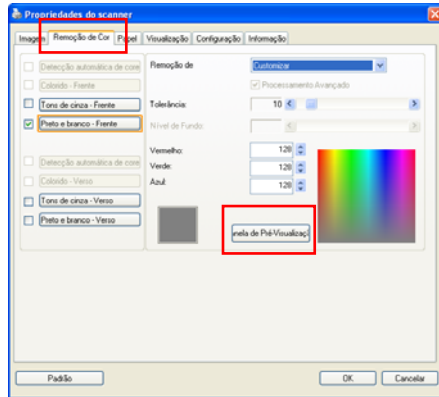 Propriedades do scanner
Imagem Remoção de Cor Papel Visualização Configuração Informação
Detecção automática de core
Remoção de
Customizar
Colorido - Frente
Processamento Avançado
Tons de cinza - Frente
Tolerância:
10
Preto e branco - Frente
Nível de Fundo:
Vermelho:
128
Detecção automática de core
Verde:
128
Colorido - Verso
Azul:
128
Tons de cinza - Verso
Preto e branco - Verso
nela de Pré-Visualizaçã
Padrão
OK
Cancelar